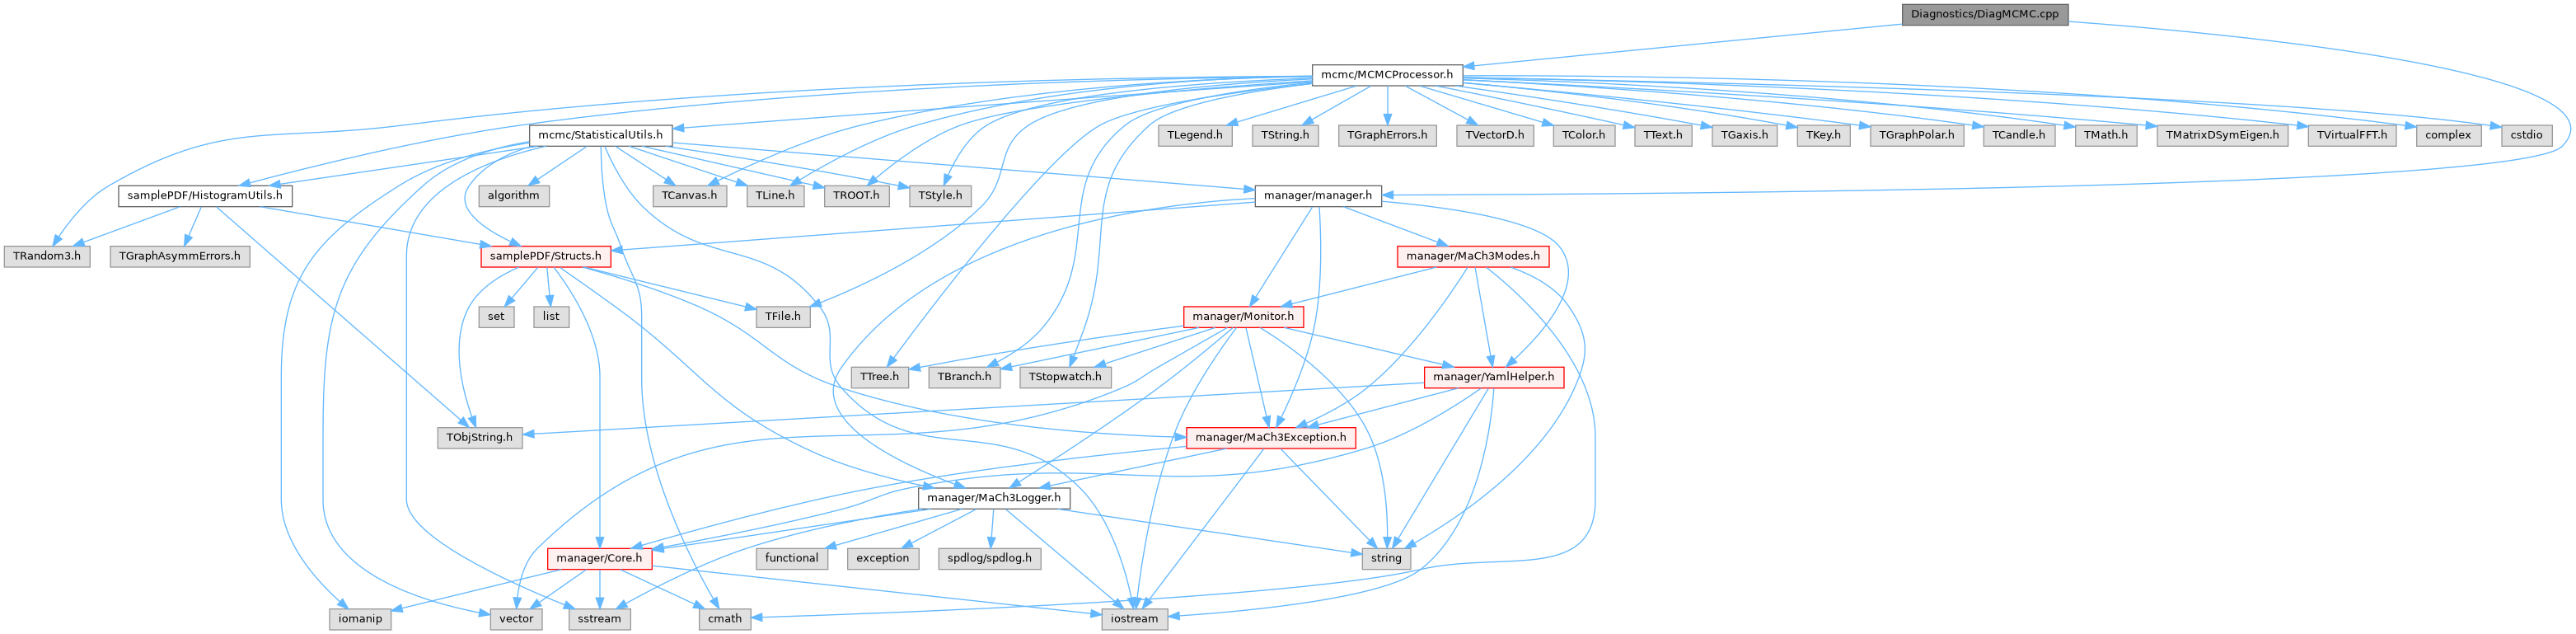 Diagnostics/DiagMCMC.cpp
mcmc/MCMCProcessor.h
mcmc/StatisticalUtils.h
TLegend.h
TString.h
TGraphErrors.h
TVectorD.h
TColor.h
TText.h
TGaxis.h
TKey.h
TGraphPolar.h
TCandle.h
TMath.h
TMatrixDSymEigen.h
TVirtualFFT.h
complex
cstdio
samplePDF/HistogramUtils.h
algorithm
TCanvas.h
TLine.h
TROOT.h
TStyle.h
manager/manager.h
TRandom3.h
TGraphAsymmErrors.h
samplePDF/Structs.h
manager/MaCh3Modes.h
set
list
TFile.h
manager/Monitor.h
TTree.h
TBranch.h
TStopwatch.h
manager/YamlHelper.h
TObjString.h
manager/MaCh3Exception.h
manager/MaCh3Logger.h
manager/Core.h
functional
exception
spdlog/spdlog.h
string
iomanip
vector
sstream
cmath
iostream